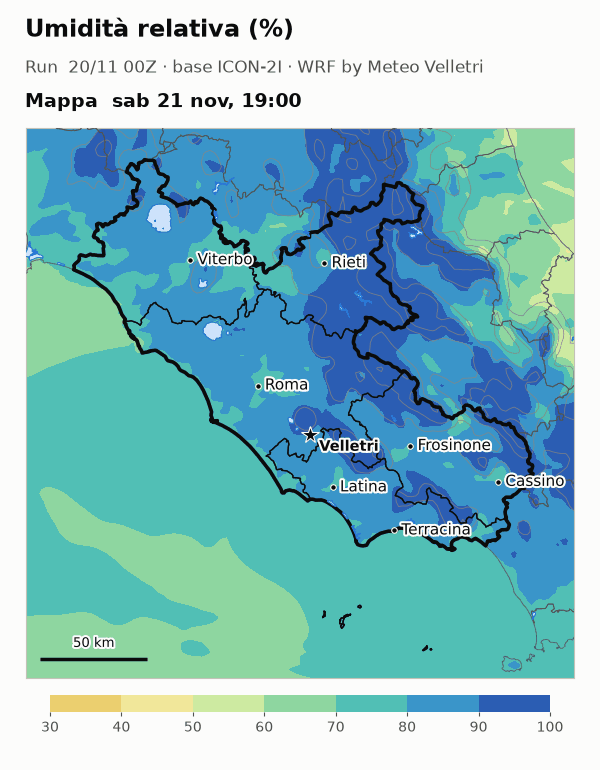 Umidità relativa (%)
Run  20/11 00Z · base ICON-2I · WRF by Meteo Velletri
Mappa  sab 21 nov, 19:00
Viterbo
Rieti
Roma
Velletri
Frosinone
Latina
Cassino
Terracina
50 km
30 40 50 60 70 80 90 100